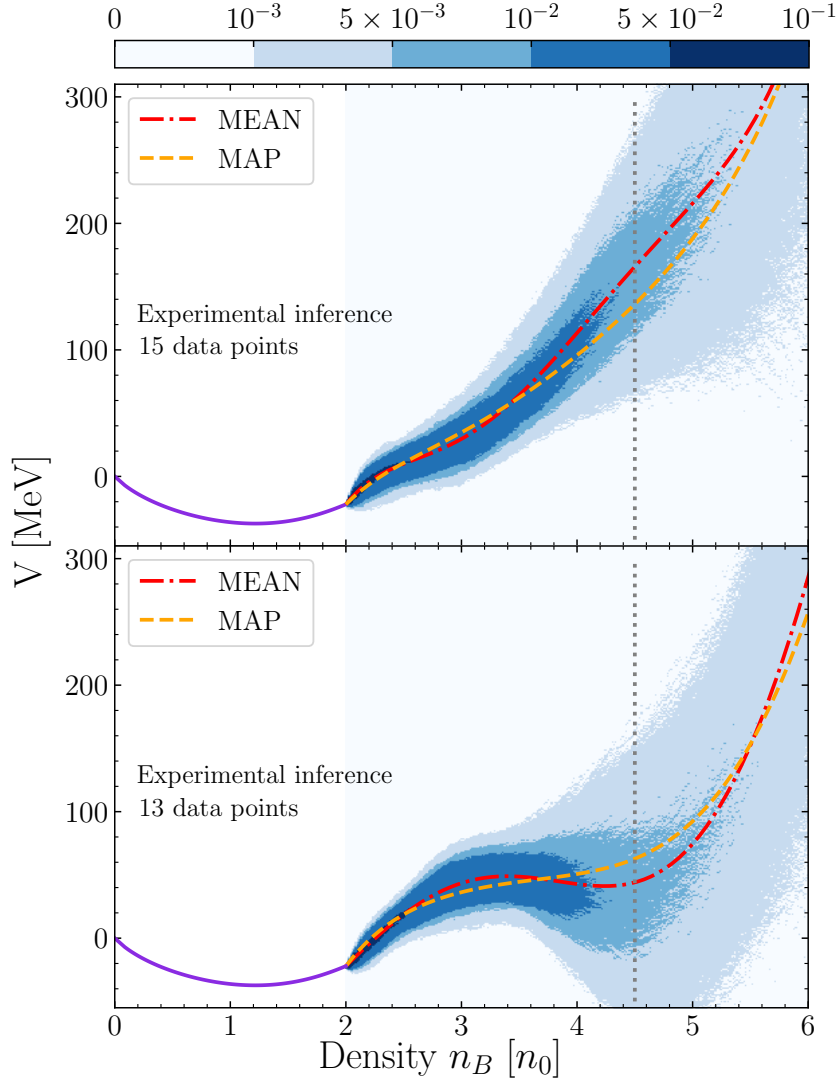 0 10⁻³ 5 × 10⁻³ 10⁻² 5 × 10⁻² 10⁻¹
300
MEAN
MAP
200
Experimental inference
15 data points
100
0
V [MeV]
300
MEAN
MAP
200
Experimental inference
13 data points
100
0
0 1 2 3 4 5 6
Density n_B [n₀]